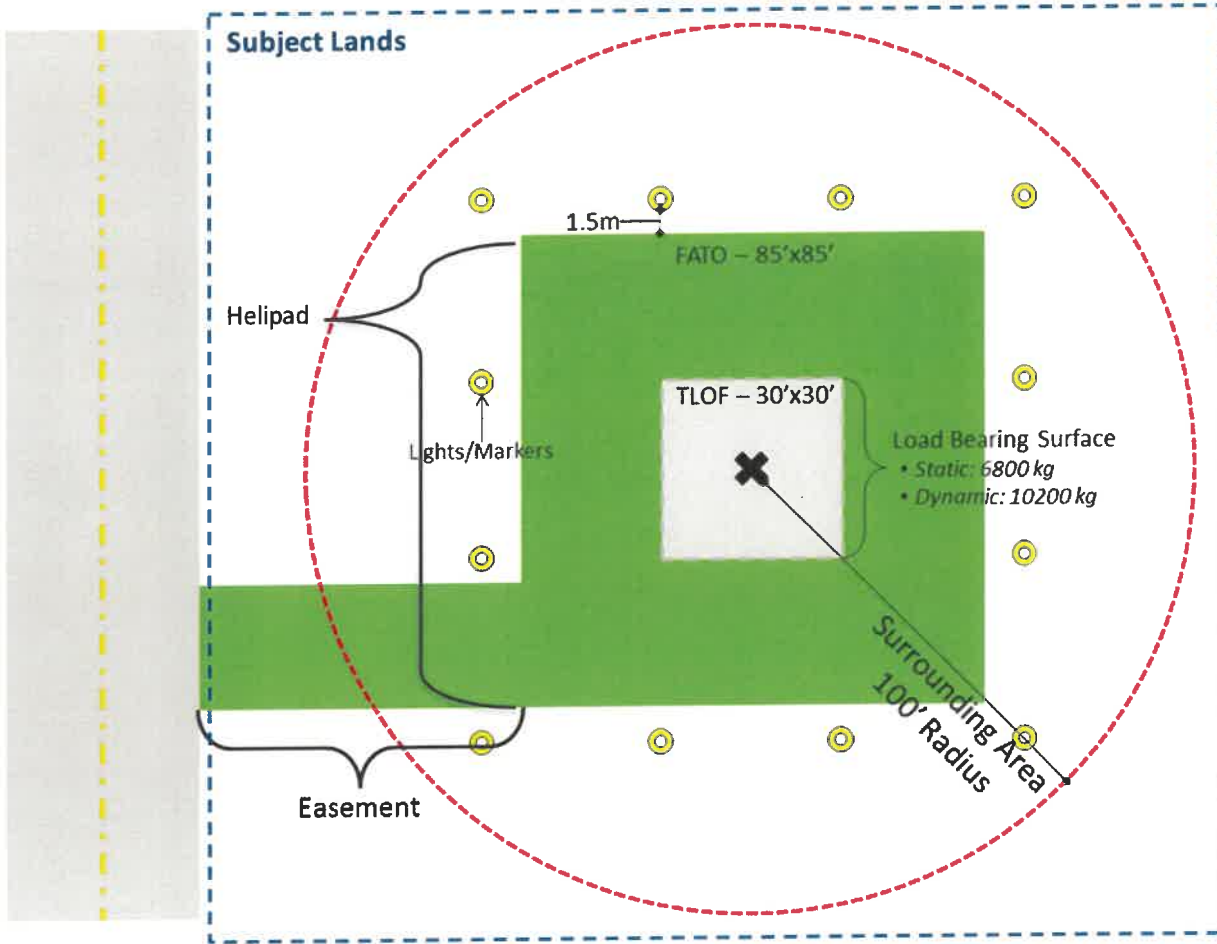 Subject Lands
1.5m
FATO – 85'x85'
Helipad
TLOF – 30'x30'
Lights/Markers
Load Bearing Surface
• Static: 6800 kg
• Dynamic: 10200 kg
Surrounding Area
100' Radius
Easement